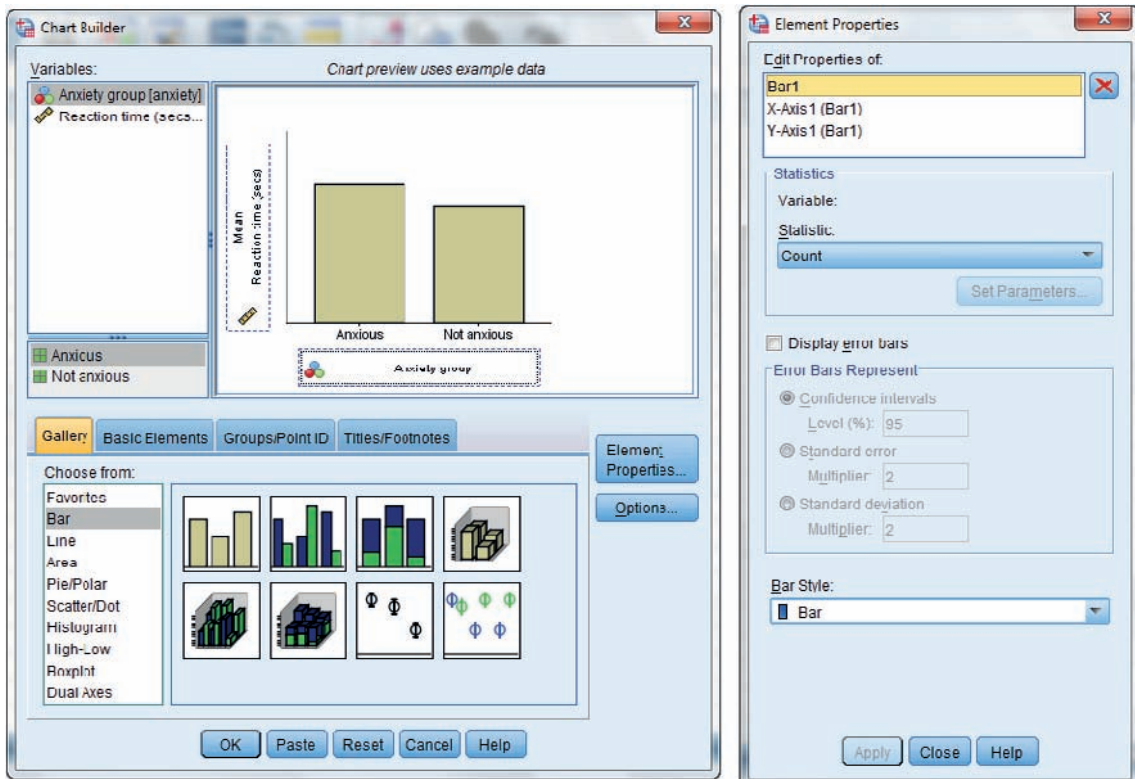 Chart Builder
Variables:
Chart preview uses example data
Anxiety group [anxiety]
Reaction time (secs...
Mean
Reaction time (secs)
Anxious
Not anxious
Anxiety group
Anxious
Not anxious
Gallery
Basic Elements
Groups/Point ID
Titles/Footnotes
Choose from:
Favorites
Bar
Line
Area
Pie/Polar
Scatter/Dot
Histogram
High-Low
Boxplot
Dual Axes
Element
Properties...
Options...
OK
Paste
Reset
Cancel
Help
Element Properties
Edit Properties of:
Bar1
X-Axis1 (Bar1)
Y-Axis1 (Bar1)
Statistics
Variable:
Statistic:
Count
Set Parameters...
Display error bars
Error Bars Represent
Confidence intervals
Level (%): 95
Standard error
Multiplier: 2
Standard deviation
Multiplier: 2
Bar Style:
Bar
Apply
Close
Help